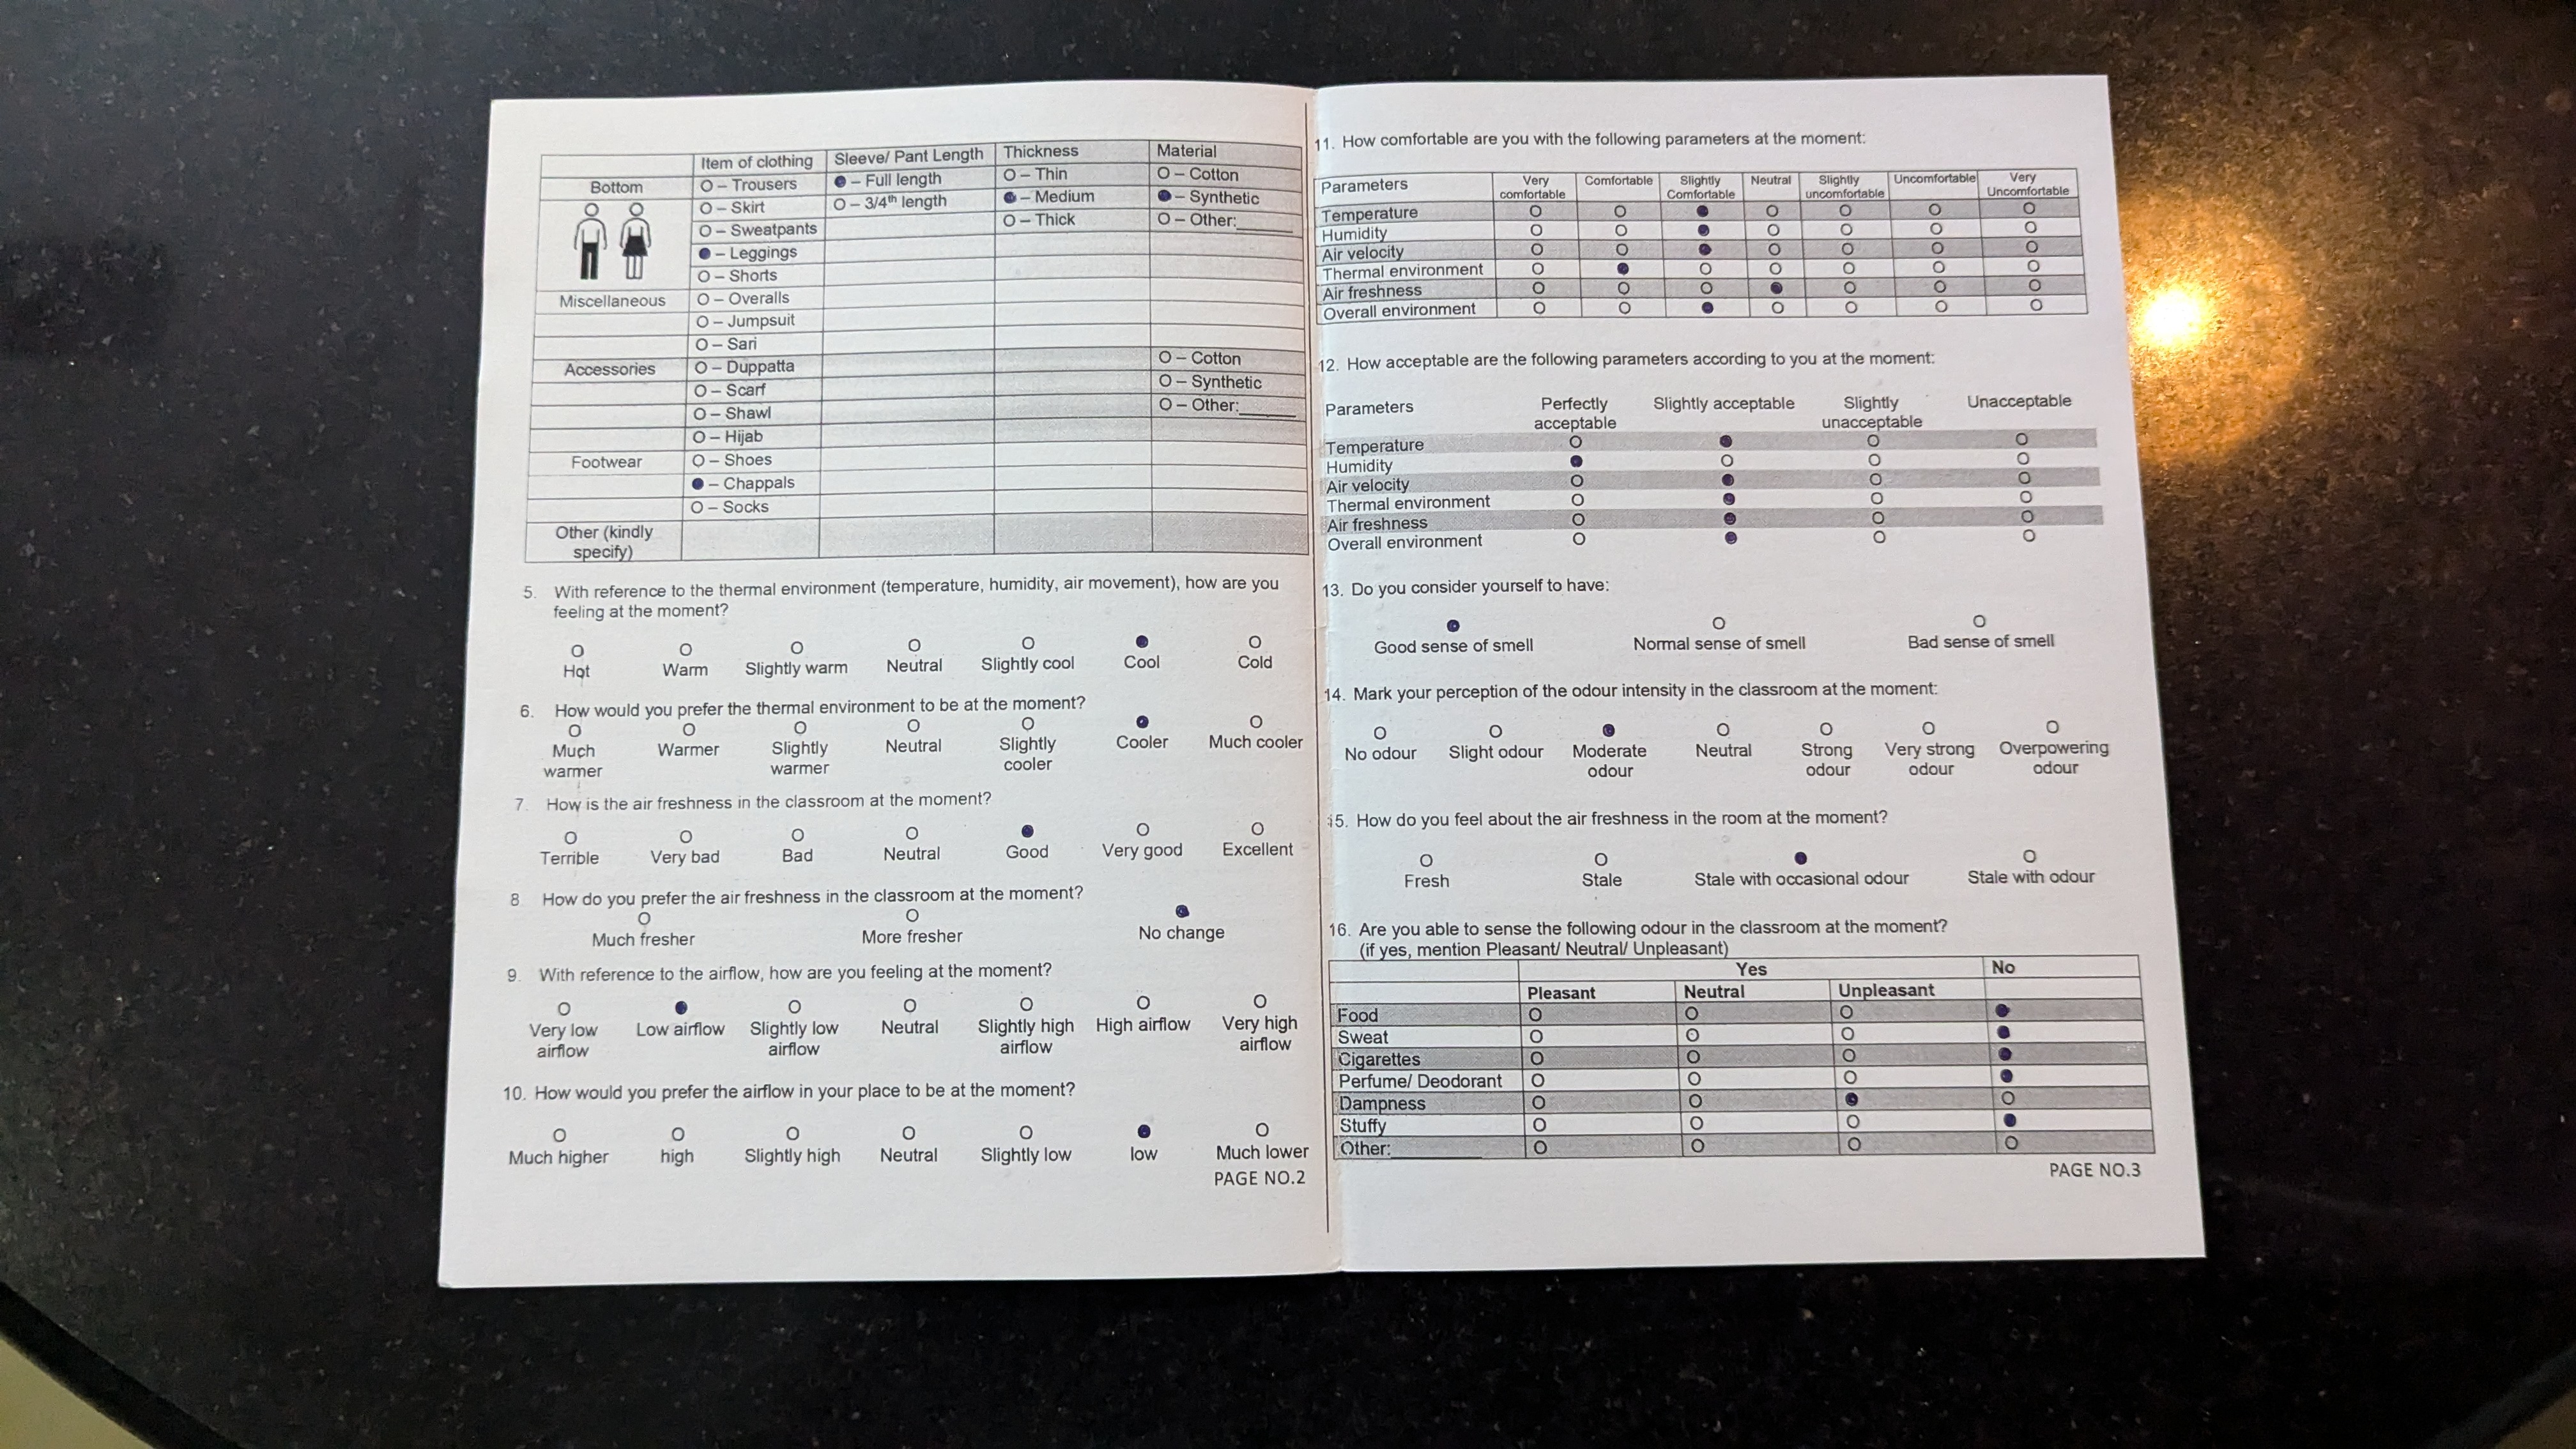 Item of clothing Sleeve/ Pant Length Thickness Material
Bottom O – Trousers ● – Full length O – Thin O – Cotton
O – Skirt O – 3/4th length ● – Medium ● – Synthetic
O – Sweatpants O – Thick O – Other:______
● – Leggings
O – Shorts
Miscellaneous O – Overalls
O – Jumpsuit
O – Sari
Accessories O – Duppatta O – Cotton
O – Scarf O – Synthetic
O – Shawl O – Other:______
O – Hijab
Footwear O – Shoes
● – Chappals
O – Socks
Other (kindly
specify)
5. With reference to the thermal environment (temperature, humidity, air movement), how are you
feeling at the moment?
O O O O O ● O
Hot Warm Slightly warm Neutral Slightly cool Cool Cold
6. How would you prefer the thermal environment to be at the moment?
O O O O O ● O
Much Warmer Slightly Neutral Slightly Cooler Much cooler
warmer warmer cooler
7. How is the air freshness in the classroom at the moment?
O O O O ● O O
Terrible Very bad Bad Neutral Good Very good Excellent
8 How do you prefer the air freshness in the classroom at the moment?
O O ●
Much fresher More fresher No change
9. With reference to the airflow, how are you feeling at the moment?
O ● O O O O O
Very low Low airflow Slightly low Neutral Slightly high High airflow Very high
airflow airflow airflow airflow
10. How would you prefer the airflow in your place to be at the moment?
O O O O O ● O
Much higher high Slightly high Neutral Slightly low low Much lower
PAGE NO.2
11. How comfortable are you with the following parameters at the moment:
Parameters Very Comfortable Slightly Neutral Slightly Uncomfortable Very
comfortable Comfortable uncomfortable Uncomfortable
Temperature O O ● O O O O
Humidity O O ● O O O O
Air velocity O O ● O O O O
Thermal environment O ● O O O O O
Air freshness O O O ● O O O
Overall environment O O ● O O O O
12. How acceptable are the following parameters according to you at the moment:
Parameters Perfectly Slightly acceptable Slightly Unacceptable
acceptable unacceptable
Temperature O ● O O
Humidity ● O O O
Air velocity O ● O O
Thermal environment O ● O O
Air freshness O ● O O
Overall environment O ● O O
13. Do you consider yourself to have:
● O O
Good sense of smell Normal sense of smell Bad sense of smell
14. Mark your perception of the odour intensity in the classroom at the moment:
O O ● O O O O
No odour Slight odour Moderate Neutral Strong Very strong Overpowering
odour odour odour odour
15. How do you feel about the air freshness in the room at the moment?
O O ● O
Fresh Stale Stale with occasional odour Stale with odour
16. Are you able to sense the following odour in the classroom at the moment?
(if yes, mention Pleasant/ Neutral/ Unpleasant)
Yes No
Pleasant Neutral Unpleasant
Food O O O ●
Sweat O O O ●
Cigarettes O O O ●
Perfume/ Deodorant O O O ●
Dampness O O ● O
Stuffy O O O ●
Other:__________ O O O O
PAGE NO.3